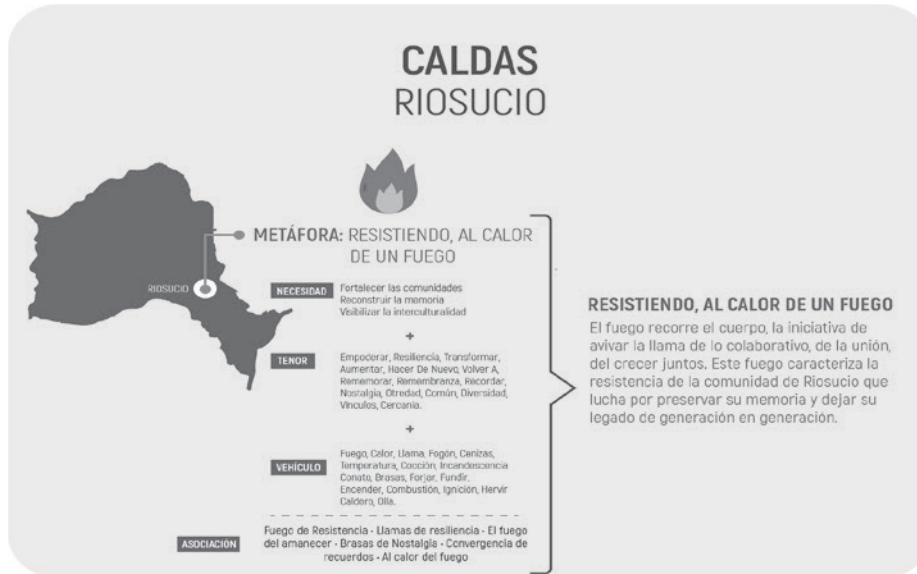 CALDAS
RIOSUCIO
RIOSUCIO
METÁFORA: RESISTIENDO, AL CALOR
DE UN FUEGO
NECESIDAD
Fortalecer las comunidades
Reconstruir la memoria
Visibilizar la interculturalidad
+
TENOR
Empoderar, Resiliencia, Transformar,
Aumentar, Hacer De Nuevo, Volver A,
Rememorar, Remembranza, Recordar,
Nostalgia, Otredad, Común, Diversidad,
Vínculos, Cercanía.
+
VEHÍCULO
Fuego, Calor, Llama, Fogón, Cenizas,
Temperatura, Cocción, Incandescencia
Conato, Brasas, Forjar, Fundir,
Encender, Combustión, Ignición, Hervir
Caldero, Olla.
ASOCIACIÓN
Fuego de Resistencia - Llamas de resiliencia - El fuego
del amanecer - Brasas de Nostalgia - Convergencia de
recuerdos - Al calor del fuego
RESISTIENDO, AL CALOR DE UN FUEGO
El fuego recorre el cuerpo, la iniciativa de
avivar la llama de lo colaborativo, de la unión,
del crecer juntos. Este fuego caracteriza la
resistencia de la comunidad de Riosucio que
lucha por preservar su memoria y dejar su
legado de generación en generación.